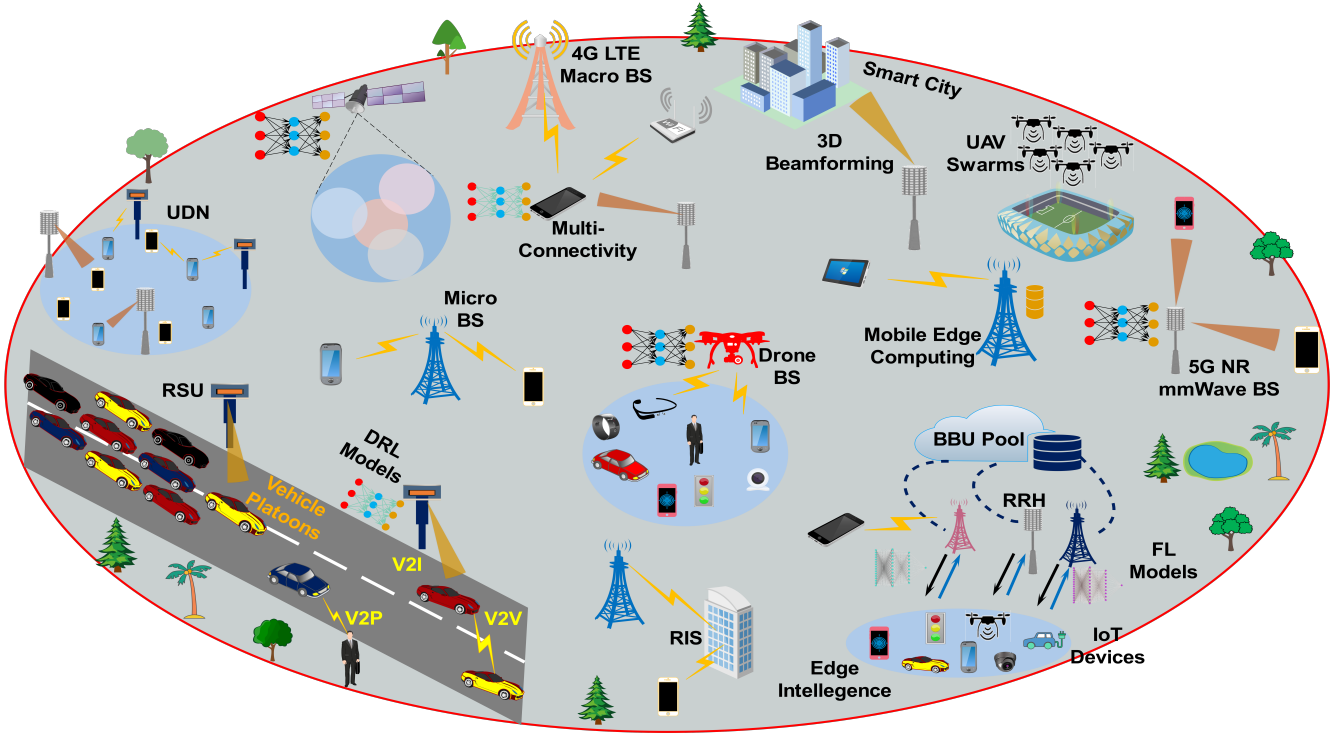 4G LTE
Macro BS
Smart City
3D
Beamforming
UAV
Swarms
UDN
Multi-
Connectivity
Micro
BS
Drone
BS
Mobile Edge
Computing
5G NR
mmWave BS
RSU
DRL
Models
Vehicle
Platoons
BBU Pool
RRH
FL
Models
V2I
V2P
V2V
RIS
Edge
Intellegence
IoT
Devices